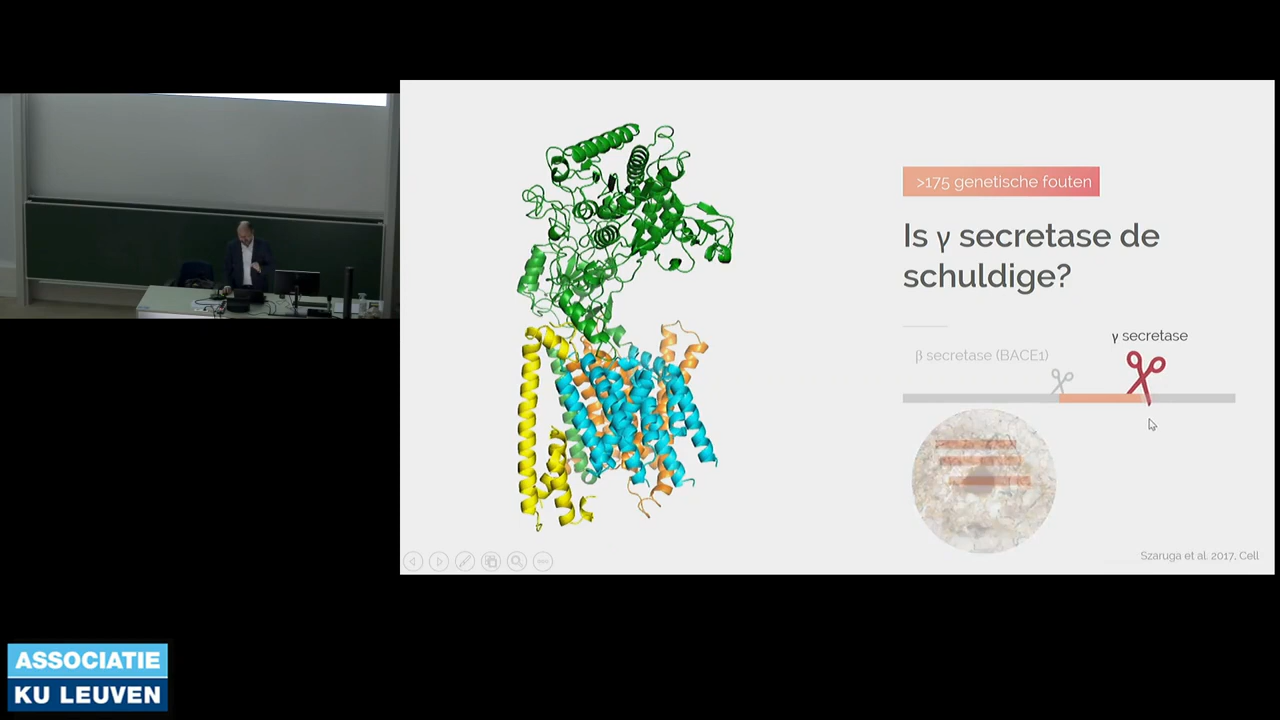 >175 genetische fouten
Is γ secretase de
schuldige?
γ secretase
β secretase (BACE1)
Szaruga et al. 2017, Cell
ASSOCIATIE
KU LEUVEN